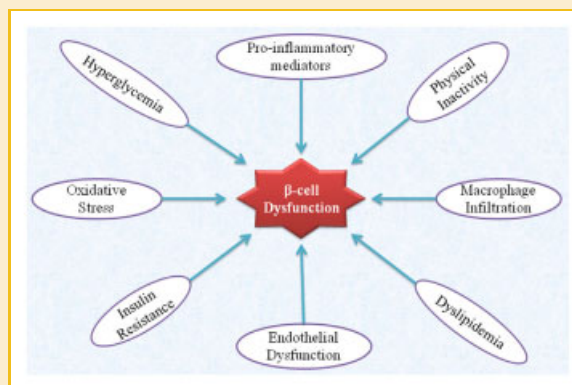 Pro-inflammatory
mediators
Hyperglycemia
Physical
Inactivity
Oxidative
Stress
β-cell
Dysfunction
Macrophage
Infiltration
Insulin
Resistance
Endothelial
Dysfunction
Dyslipidemia